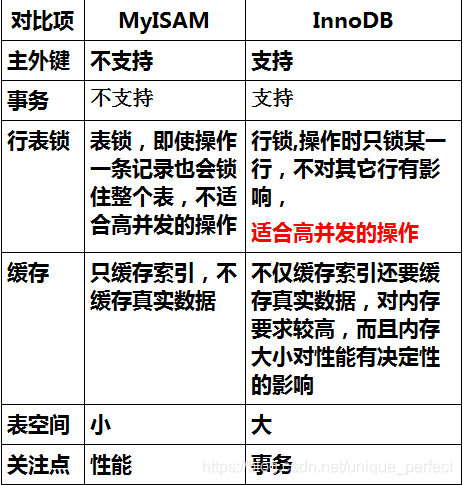 对比项 MyISAM InnoDB
主外键 不支持 支持
事务 不支持 支持
行表锁 表锁，即使操作 行锁,操作时只锁某一
一条记录也会锁 行，不对其它行有影
住整个表，不适 响，
合高并发的操作 适合高并发的操作
缓存 只缓存索引，不 不仅缓存索引还要缓
缓存真实数据 存真实数据，对内存
要求较高，而且内存
大小对性能有决定性
的影响
表空间 小 大
关注点 性能 事务
https://blog.csdn.net/unique_perfect